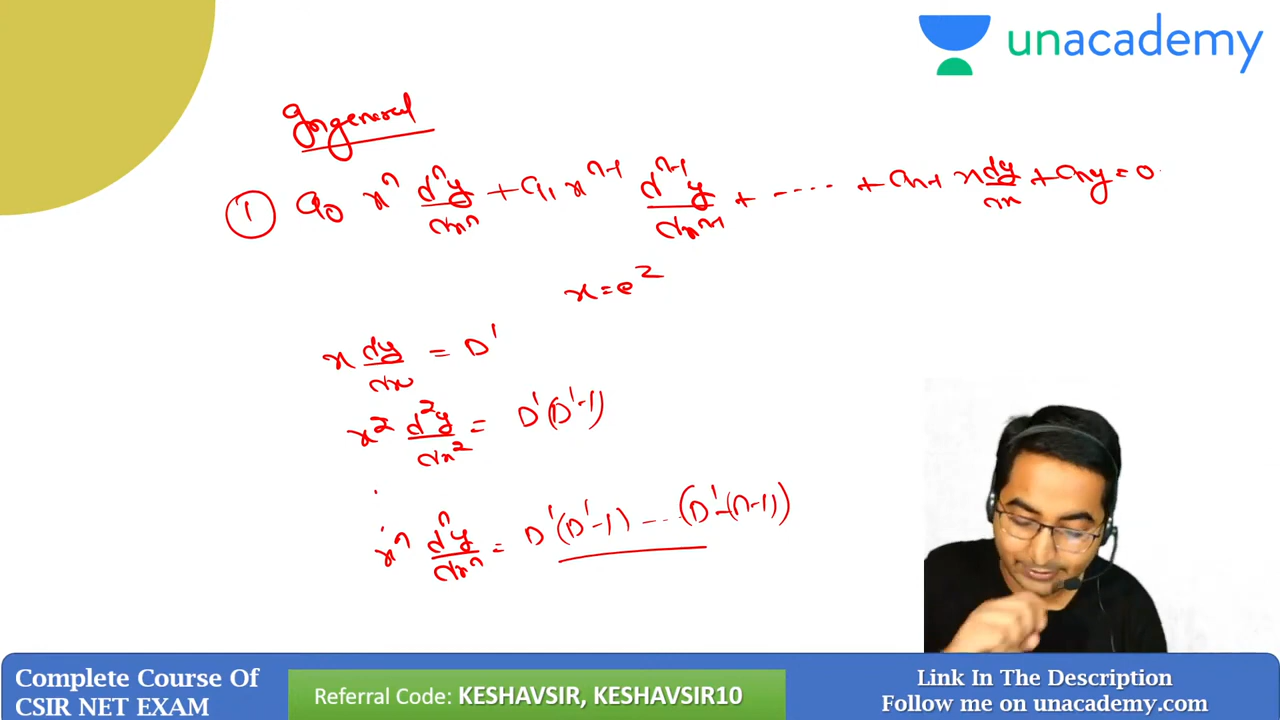 unacademy
In general
① a₀ xⁿ dⁿy/dxⁿ + a₁ xⁿ⁻¹ dⁿ⁻¹y/dxⁿ⁻¹ + ---- + aₙ₋₁ x dy/dx + aₙy = 0
x = e^z
x dy/dx = D'
x² d²y/dx² = D'(D'-1)
xⁿ dⁿy/dxⁿ = D'(D'-1) --- (D'-(n-1))
Complete Course Of
CSIR NET EXAM
Referral Code: KESHAVSIR, KESHAVSIR10
Link In The Description
Follow me on unacademy.com